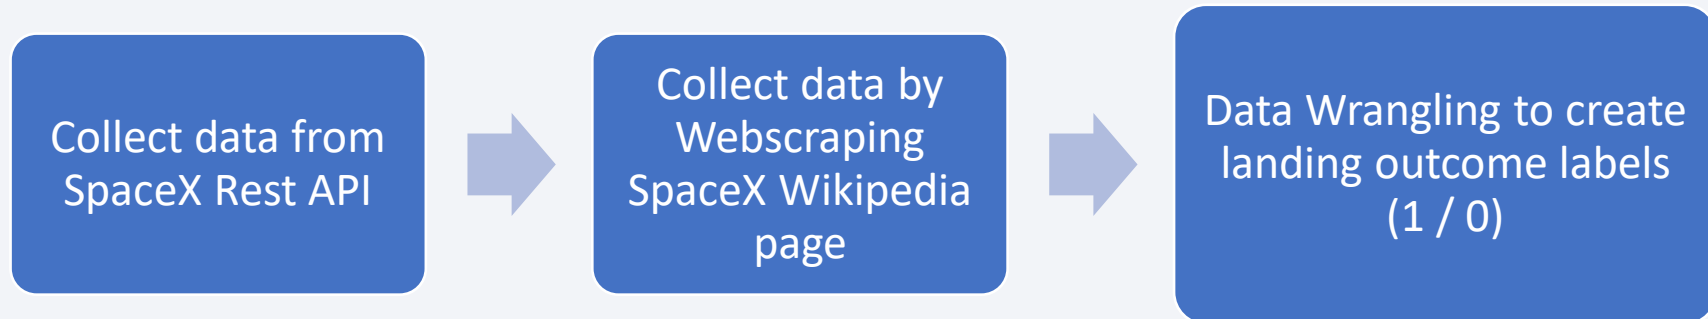 Collect data from
SpaceX Rest API
Collect data by
Webscraping
SpaceX Wikipedia
page
Data Wrangling to create
landing outcome labels
(1 / 0)